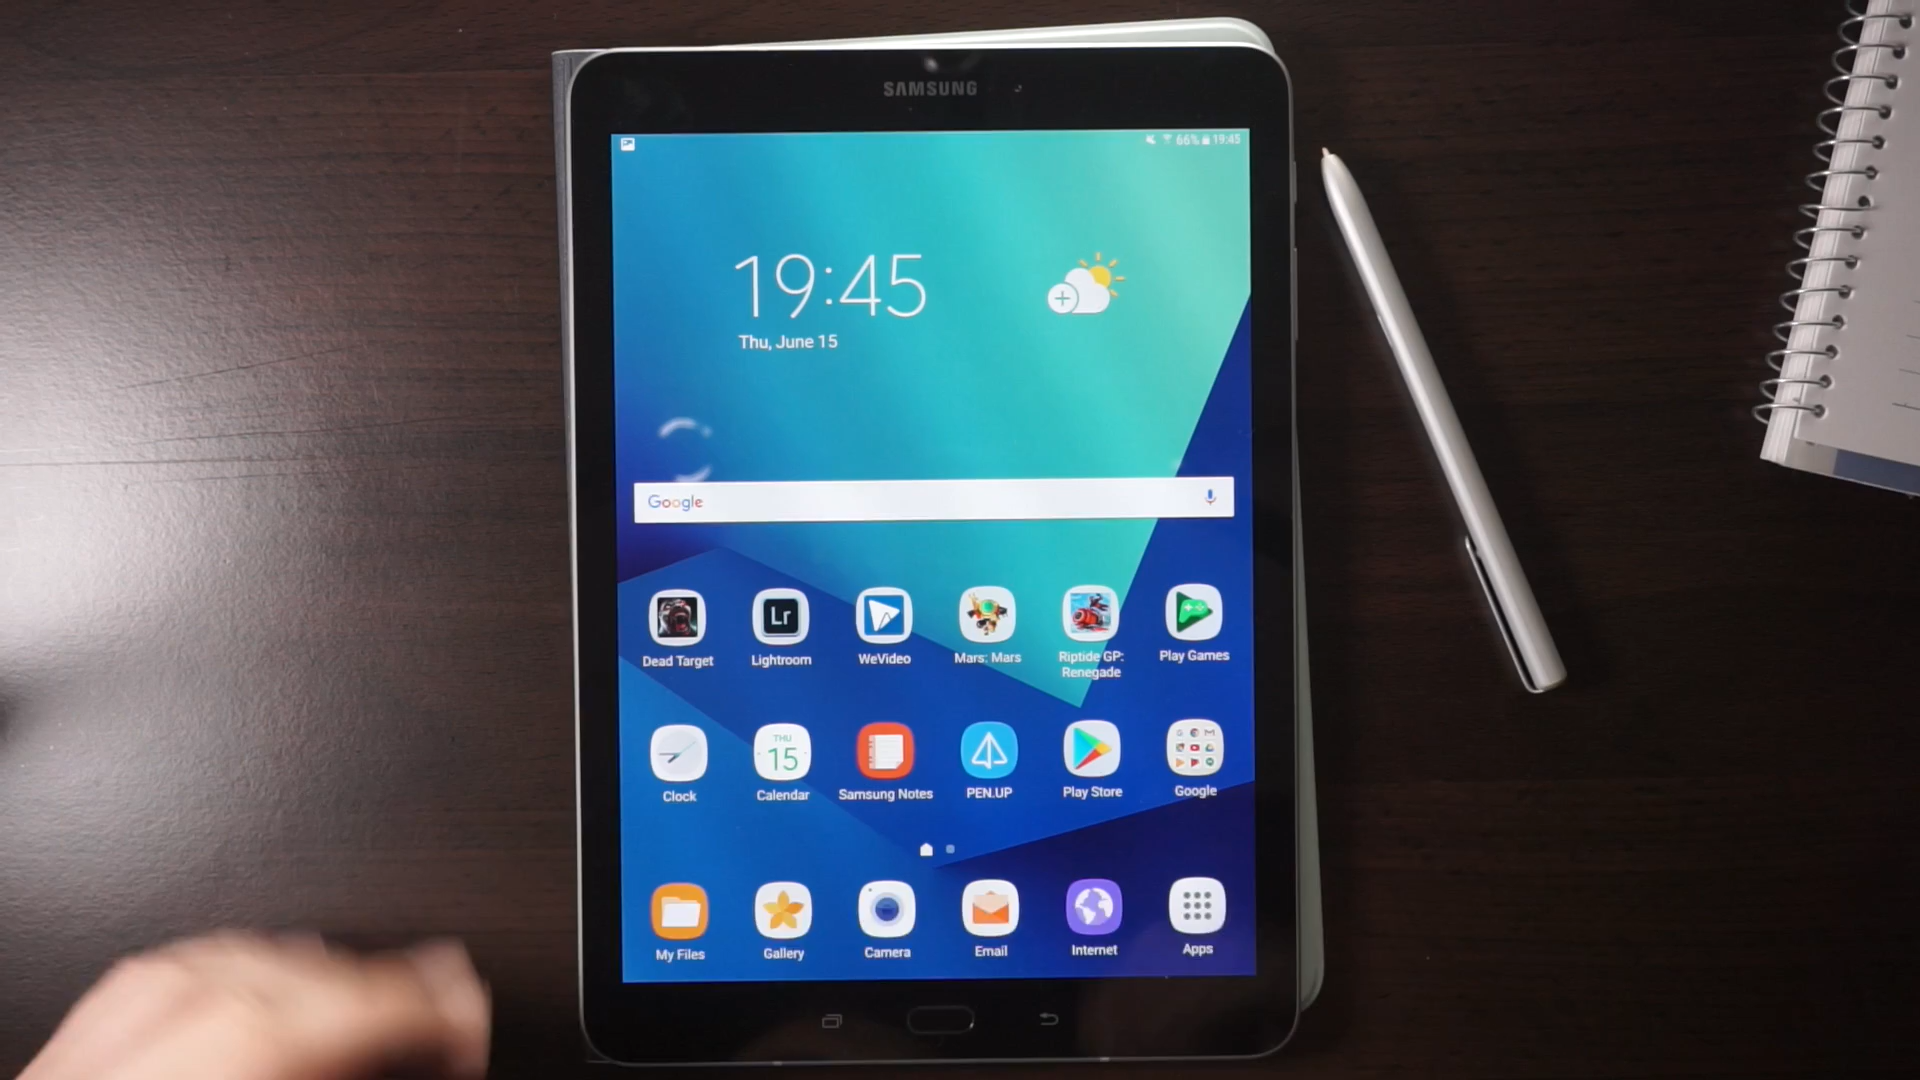 SAMSUNG
66% 19:45
19:45
Thu, June 15
Google
Dead Target
Lightroom
WeVideo
Mars: Mars
Riptide GP:
Renegade
Play Games
Lr
THU
15
Clock
Calendar
Samsung Notes
PEN.UP
Play Store
Google
My Files
Gallery
Camera
Email
Internet
Apps